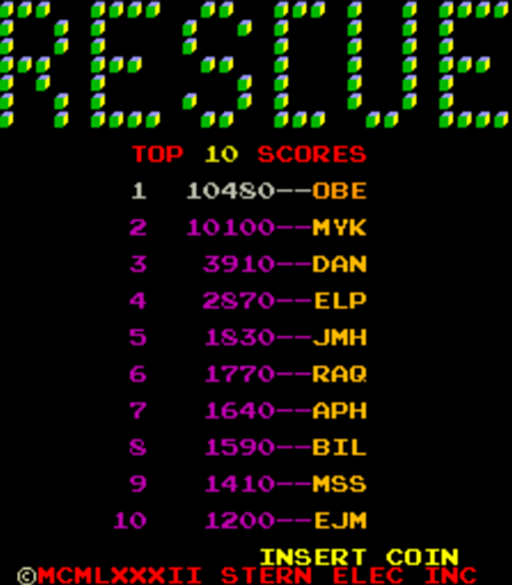 RESCUE
TOP 10 SCORES
1 10480--OBE
2 10100--MYK
3 3910--DAN
4 2870--ELP
5 1830--JMH
6 1770--RAQ
7 1640--APH
8 1590--BIL
9 1410--MSS
10 1200--EJM
INSERT COIN
©MCMLXXXII STERN ELEC INC